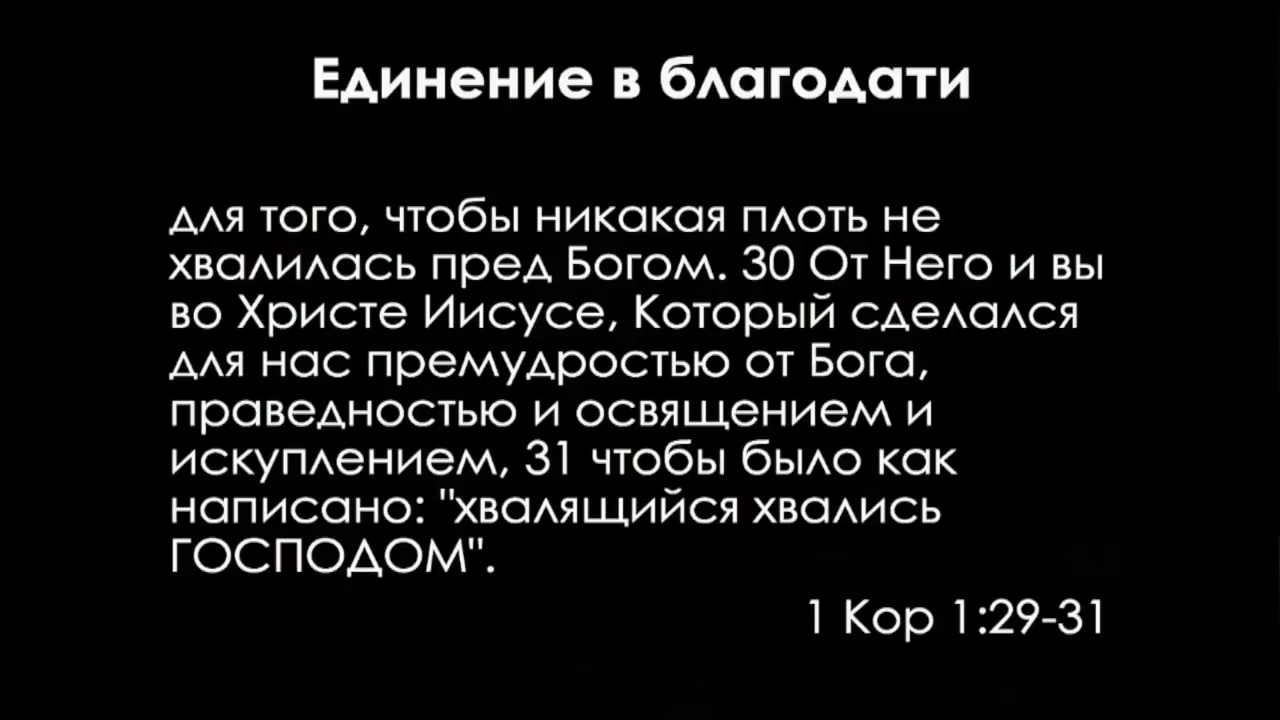 Единение в благодати
для того, чтобы никакая плоть не
хвалилась пред Богом. 30 От Него и вы
во Христе Иисусе, Который сделался
для нас премудростью от Бога,
праведностью и освящением и
искуплением, 31 чтобы было как
написано: "хвалящийся хвались
ГОСПОДОМ".
1 Кор 1:29-31